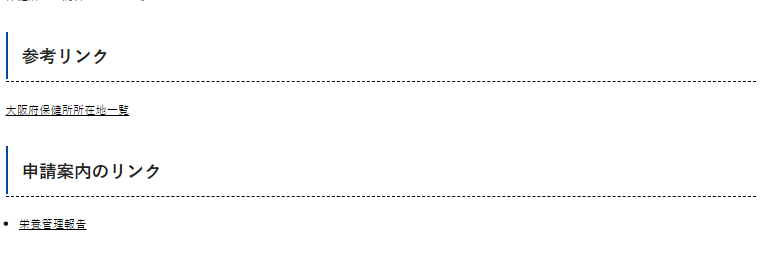 参考リンク
大阪府保健所所在地一覧
申請案内のリンク
栄養管理報告